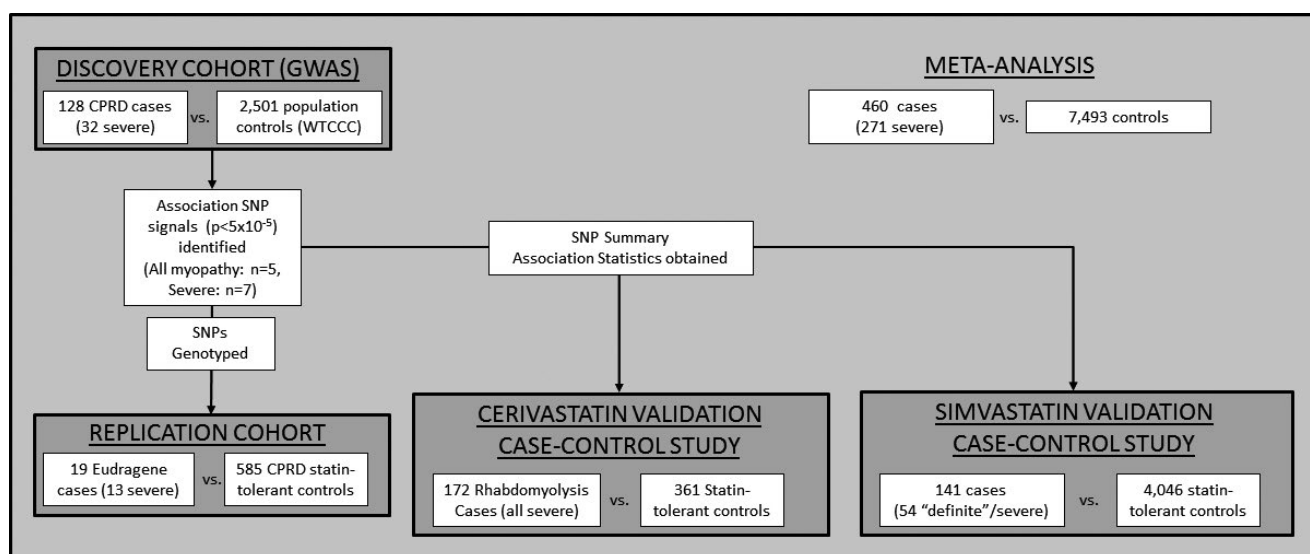 DISCOVERY COHORT (GWAS)
128 CPRD cases
(32 severe)
vs.
2,501 population
controls (WTCCC)
META-ANALYSIS
460 cases
(271 severe)
vs.
7,493 controls
Association SNP
signals (p<5x10⁻⁵)
identified
(All myopathy: n=5,
Severe: n=7)
SNP Summary
Association Statistics obtained
SNPs
Genotyped
REPLICATION COHORT
19 Eudragene
cases (13 severe)
vs.
585 CPRD statin-
tolerant controls
CERIVASTATIN VALIDATION
CASE-CONTROL STUDY
172 Rhabdomyolysis
Cases (all severe)
vs.
361 Statin-
tolerant controls
SIMVASTATIN VALIDATION
CASE-CONTROL STUDY
141 cases
(54 "definite"/severe)
vs.
4,046 statin-
tolerant controls